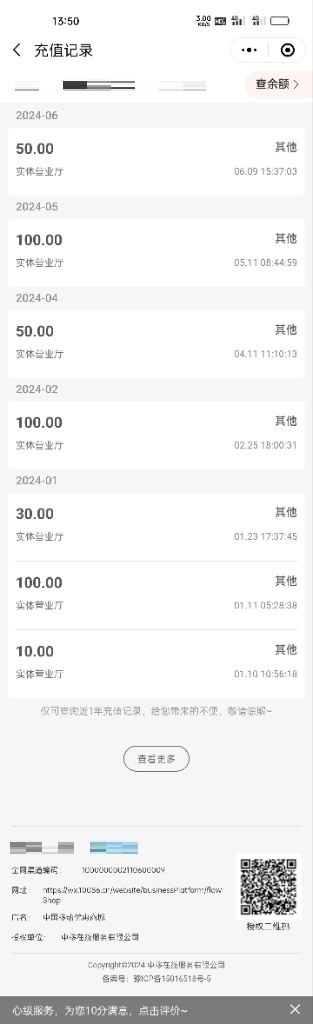 13:50
3.00 KB/S HD 4G 4G
充值记录
查余额
2024-06
50.00 其他
实体营业厅 06.09 15:37:03
2024-05
100.00 其他
实体营业厅 05.11 08:44:59
2024-04
50.00 其他
实体营业厅 04.11 11:10:13
2024-02
100.00 其他
实体营业厅 02.25 18:00:31
2024-01
30.00 其他
实体营业厅 01.23 17:37:45
100.00 其他
实体营业厅 01.11 05:28:38
10.00 其他
实体营业厅 01.10 10:56:18
仅可查询近1年充值记录，给您带来的不便，敬请谅解~
查看更多
全网渠道编码：
网址： https://wx.10086.cn/website/businessPlatform/flow
Shop
店名： 中国移动优惠商城
授权单位： 中移在线服务有限公司
授权二维码
Copyright©2024 中移在线服务有限公司
备案号：豫ICP备15016518号-5
心级服务，为您10分满意，点击评价~